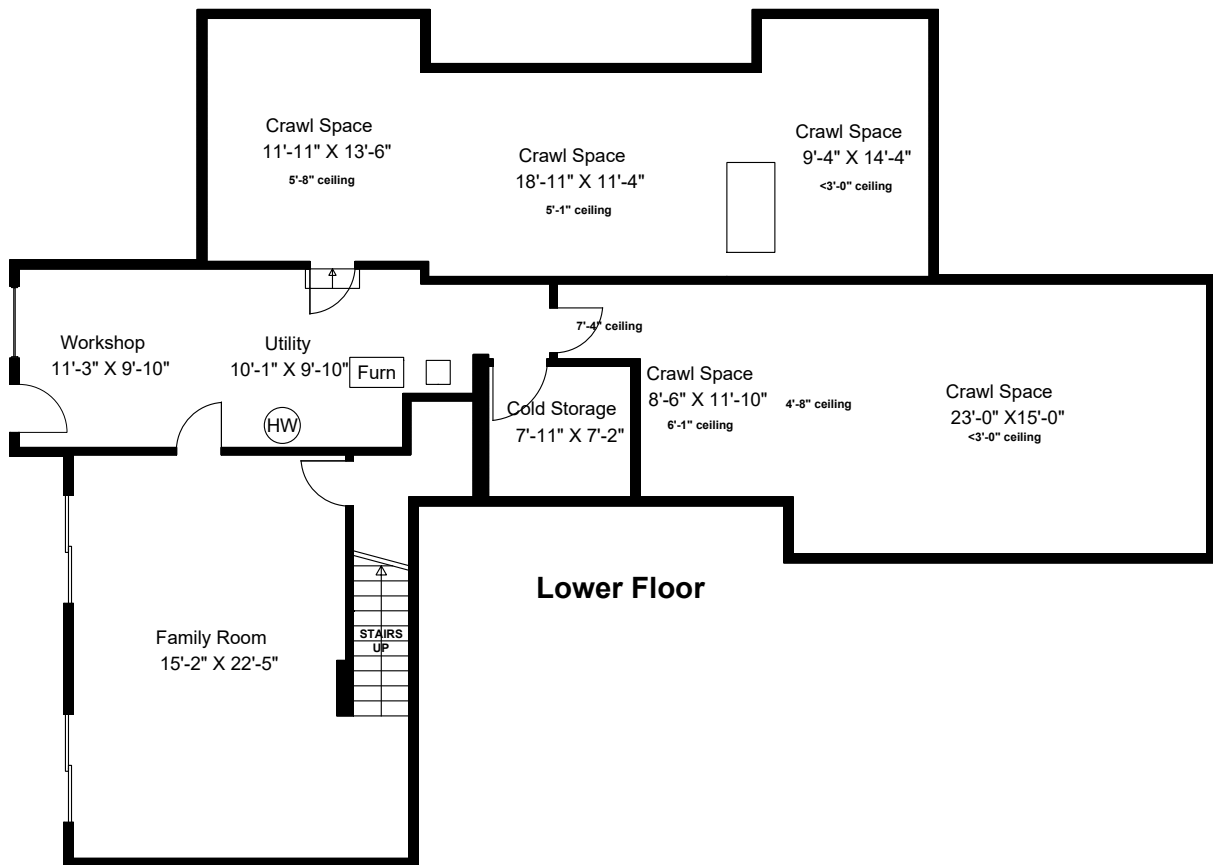 Crawl Space
11'-11" X 13'-6"
5'-8" ceiling
Crawl Space
18'-11" X 11'-4"
5'-1" ceiling
Crawl Space
9'-4" X 14'-4"
<3'-0" ceiling
Workshop
11'-3" X 9'-10"
Utility
10'-1" X 9'-10"
Furn
HW
7'-4" ceiling
Cold Storage
7'-11" X 7'-2"
Crawl Space
8'-6" X 11'-10"
6'-1" ceiling
4'-8" ceiling
Crawl Space
23'-0" X15'-0"
<3'-0" ceiling
Lower Floor
Family Room
15'-2" X 22'-5"
STAIRS
UP